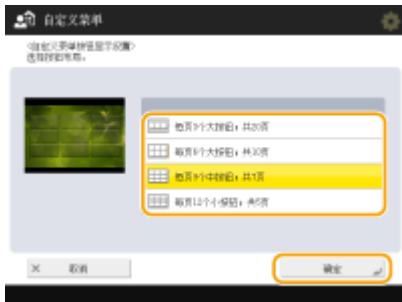 自定义菜单
<自定义菜单按钮显示设置>
选择按钮布局。
每页3个大按钮，共20页
每页6个大按钮，共10页
每页9个中按钮，共7页
每页12个小按钮，共5页
取消
确定